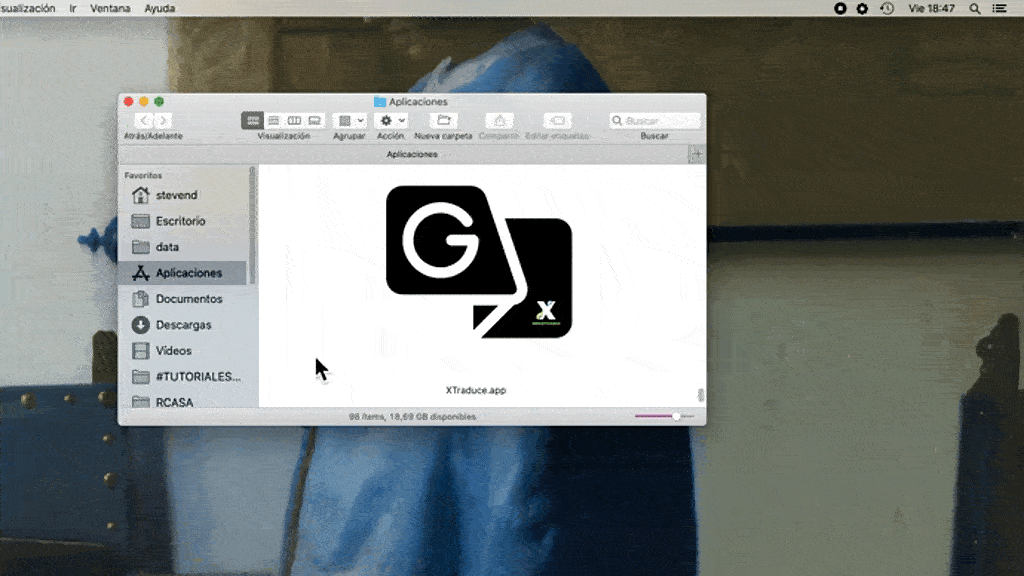 sualización Ir Ventana Ayuda Vie 18:47
Aplicaciones
Buscar
Atrás/Adelante Visualización Agrupar Acción Nueva carpeta Compartir Editar etiquetas Buscar
Aplicaciones
Favoritos
stevend
Escritorio
data
Aplicaciones
Documentos
Descargas
Vídeos
#TUTORIALES...
RCASA
G
X
XTraduce.app
98 ítems, 18,69 GB disponibles